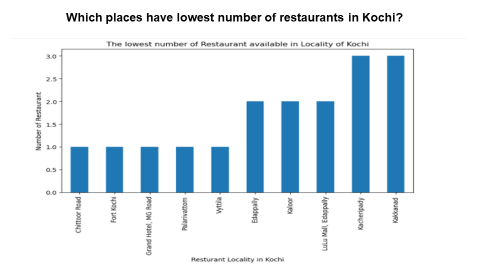 Which places have lowest number of restaurants in Kochi?
The lowest number of Restaurant available in Locality of Kochi
Number of Restaurant
3.0
2.5
2.0
1.5
1.0
0.5
0.0
Chittoor Road
Fort Kochi
Grand Hotel, MG Road
Palarivattom
Vyttila
Edappally
Kaloor
LuLu Mall, Edappally
Kacheripady
Kakkanad
Resturant Locality in Kochi